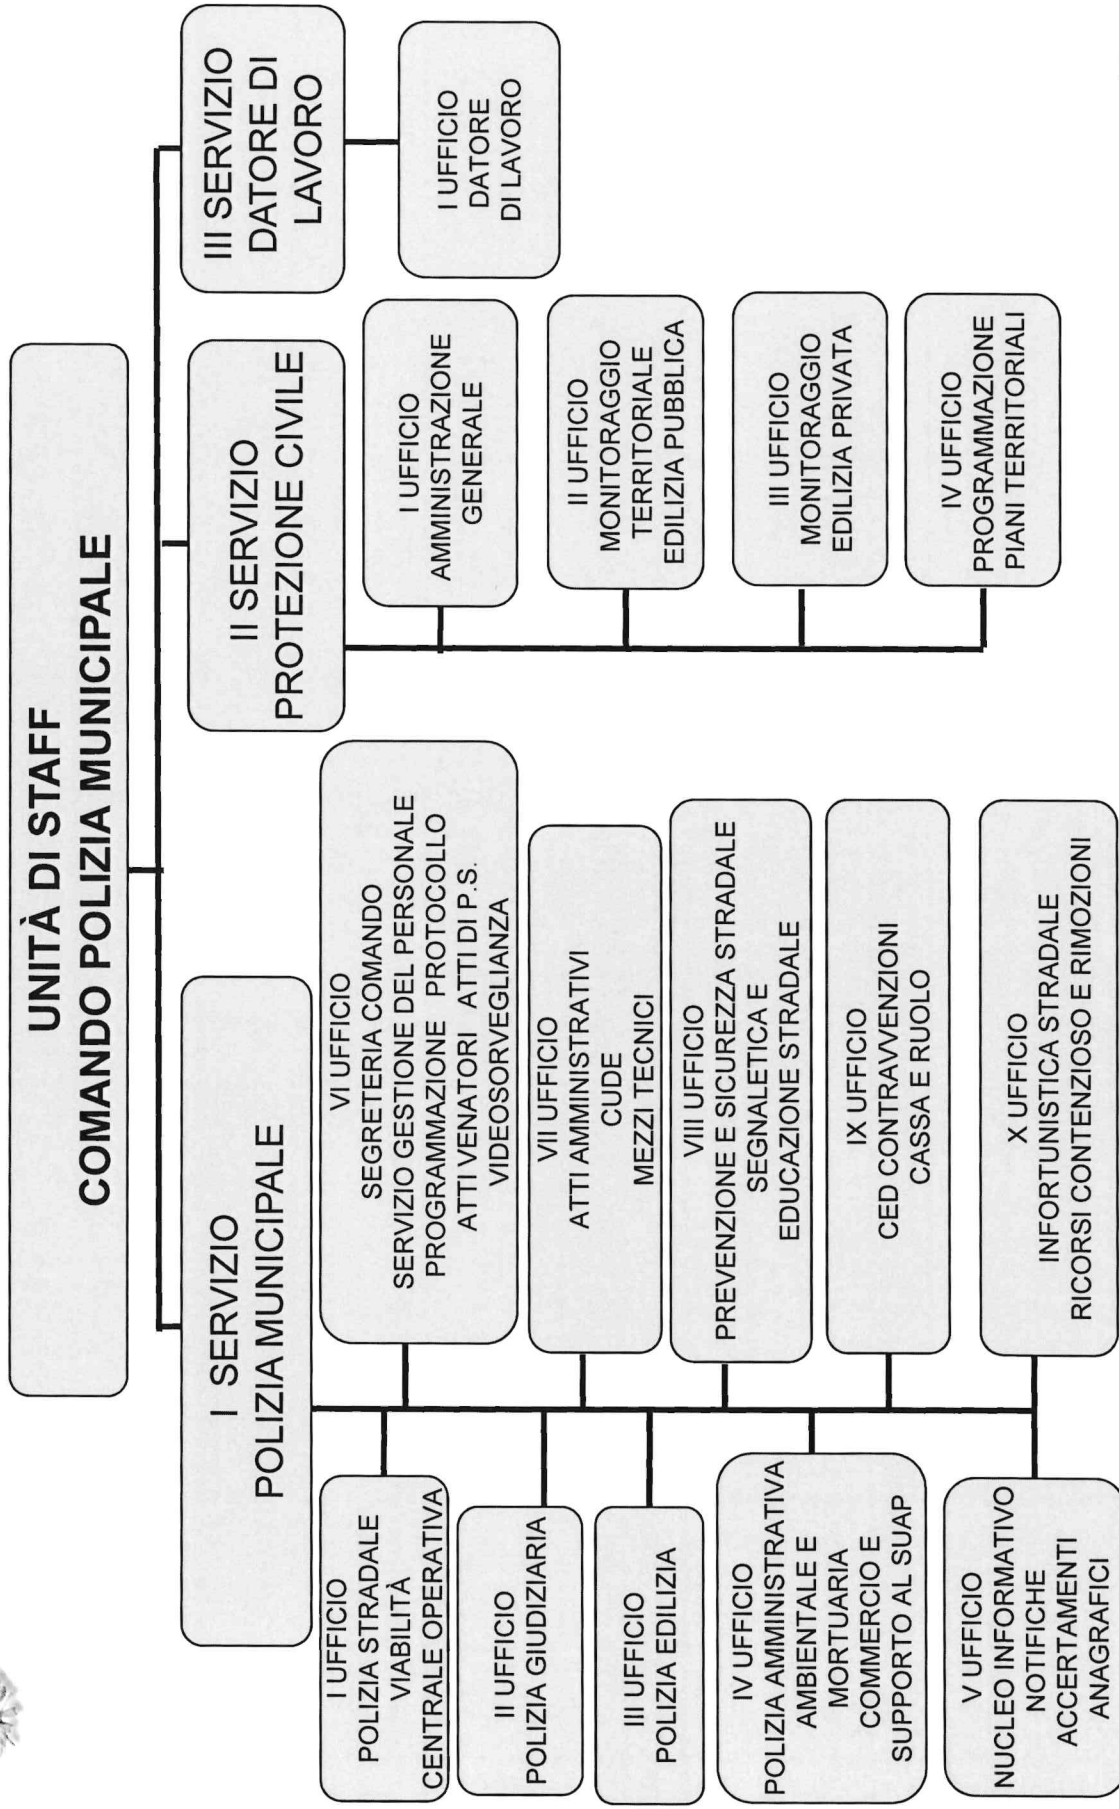 UNITÀ DI STAFF
COMANDO POLIZIA MUNICIPALE
I SERVIZIO
POLIZIA MUNICIPALE
I UFFICIO
POLIZIA STRADALE
VIABILITÀ
CENTRALE OPERATIVA
II UFFICIO
POLIZIA GIUDIZIARIA
III UFFICIO
POLIZIA EDILIZIA
IV UFFICIO
POLIZIA AMMINISTRATIVA
AMBIENTALE E
MORTUARIA
COMMERCIO E
SUPPORTO AL SUAP
V UFFICIO
NUCLEO INFORMATIVO
NOTIFICHE
ACCERTAMENTI
ANAGRAFICI
VI UFFICIO
SEGRETERIA COMANDO
SERVIZIO GESTIONE DEL PERSONALE
PROGRAMMAZIONE PROTOCOLLO
ATTI VENATORI ATTI DI P.S.
VIDEOSORVEGLIANZA
VII UFFICIO
ATTI AMMINISTRATIVI
CUDE
MEZZI TECNICI
VIII UFFICIO
PREVENZIONE E SICUREZZA STRADALE
SEGNALETICA E
EDUCAZIONE STRADALE
IX UFFICIO
CED CONTRAVVENZIONI
CASSA E RUOLO
X UFFICIO
INFORTUNISTICA STRADALE
RICORSI CONTENZIOSO E RIMOZIONI
II SERVIZIO
PROTEZIONE CIVILE
I UFFICIO
AMMINISTRAZIONE
GENERALE
II UFFICIO
MONITORAGGIO
TERRITORIALE
EDILIZIA PUBBLICA
III UFFICIO
MONITORAGGIO
EDILIZIA PRIVATA
IV UFFICIO
PROGRAMMAZIONE
PIANI TERRITORIALI
III SERVIZIO
DATORE DI
LAVORO
I UFFICIO
DATORE
DI LAVORO